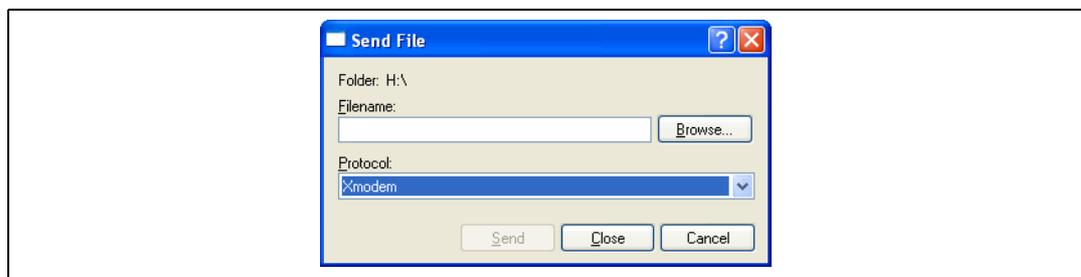 Send File
Folder: H:\
Filename:
Browse...
Protocol:
Xmodem
Send Close Cancel